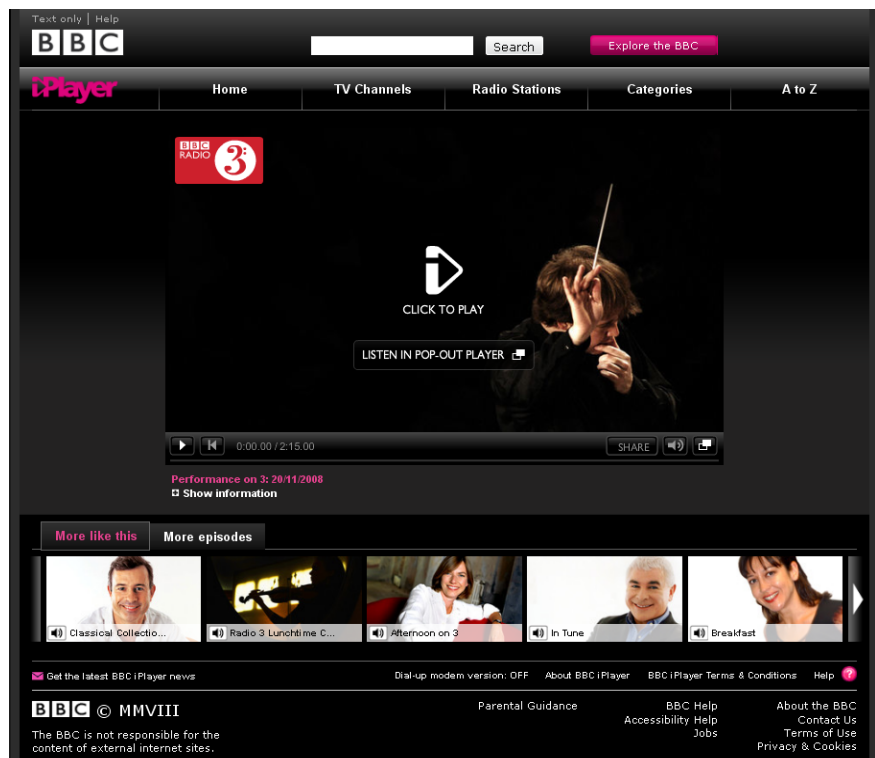 Text only | Help
BBC
Search
Explore the BBC
iPlayer
Home
TV Channels
Radio Stations
Categories
A to Z
BBC
RADIO 3
CLICK TO PLAY
LISTEN IN POP-OUT PLAYER
0:00.00 / 2:15.00
SHARE
Performance on 3: 20/11/2008
Show information
More like this
More episodes
Classical Collectio...
Radio 3 Lunchtime C...
Afternoon on 3
In Tune
Breakfast
Get the latest BBC iPlayer news
Dial-up modem version: OFF
About BBC iPlayer
BBC iPlayer Terms & Conditions
Help ?
BBC © MMVIII
The BBC is not responsible for the
content of external internet sites.
Parental Guidance
BBC Help
Accessibility Help
Jobs
About the BBC
Contact Us
Terms of Use
Privacy & Cookies